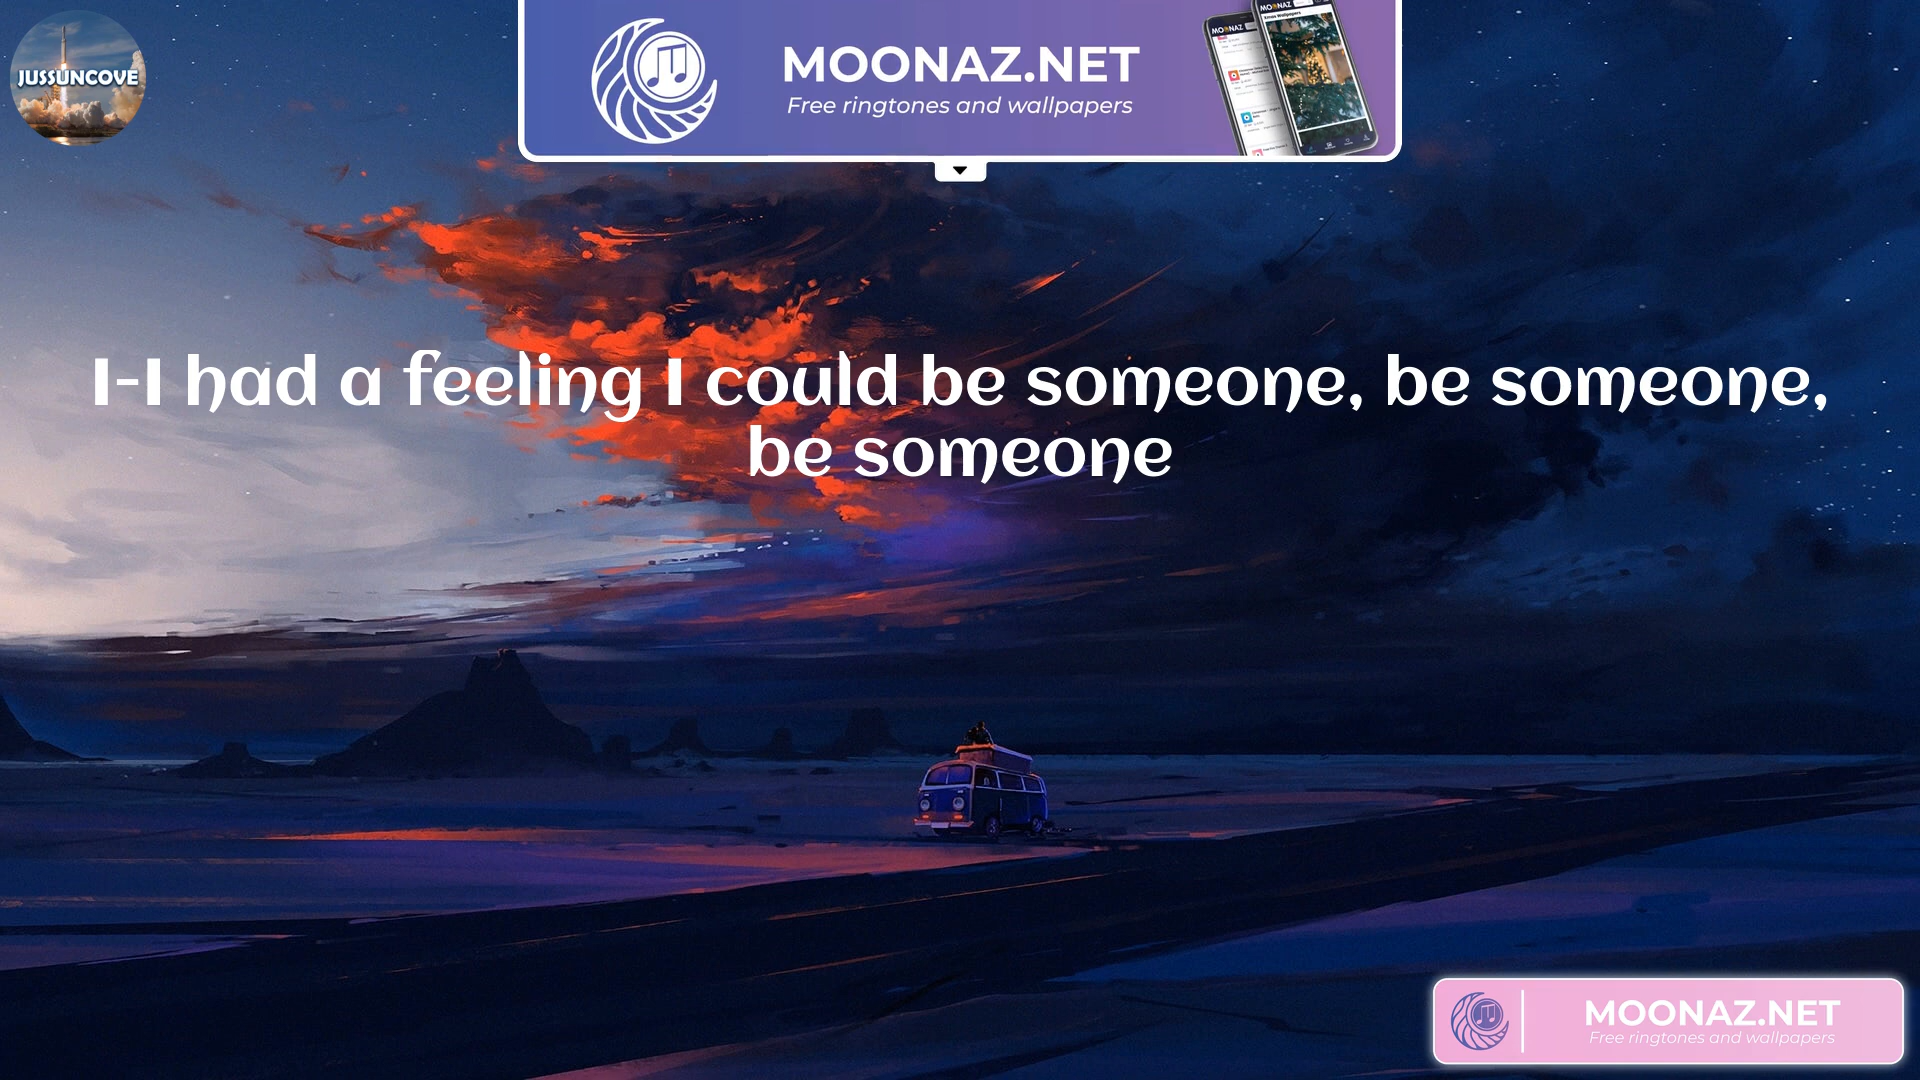 JUSSUNCOVE
MOONAZ.NET
Free ringtones and wallpapers
I-I had a feeling I could be someone, be someone,
be someone
MOONAZ.NET
Free ringtones and wallpapers